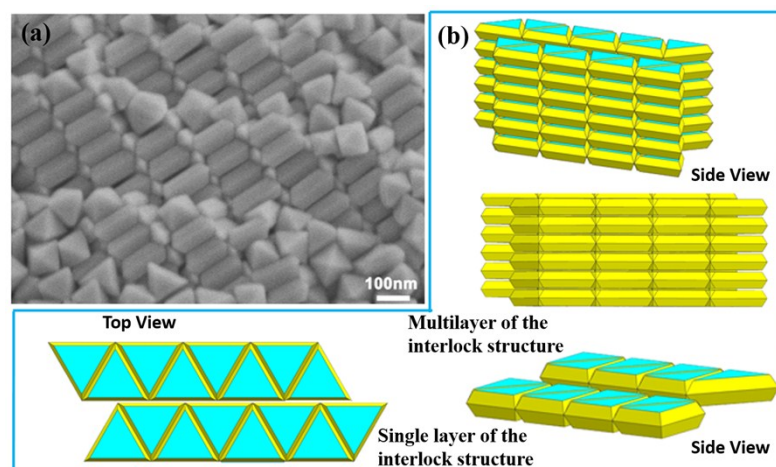 (a)
100nm
(b)
Side View
Top View
Multilayer of the
interlock structure
Single layer of the
interlock structure
Side View